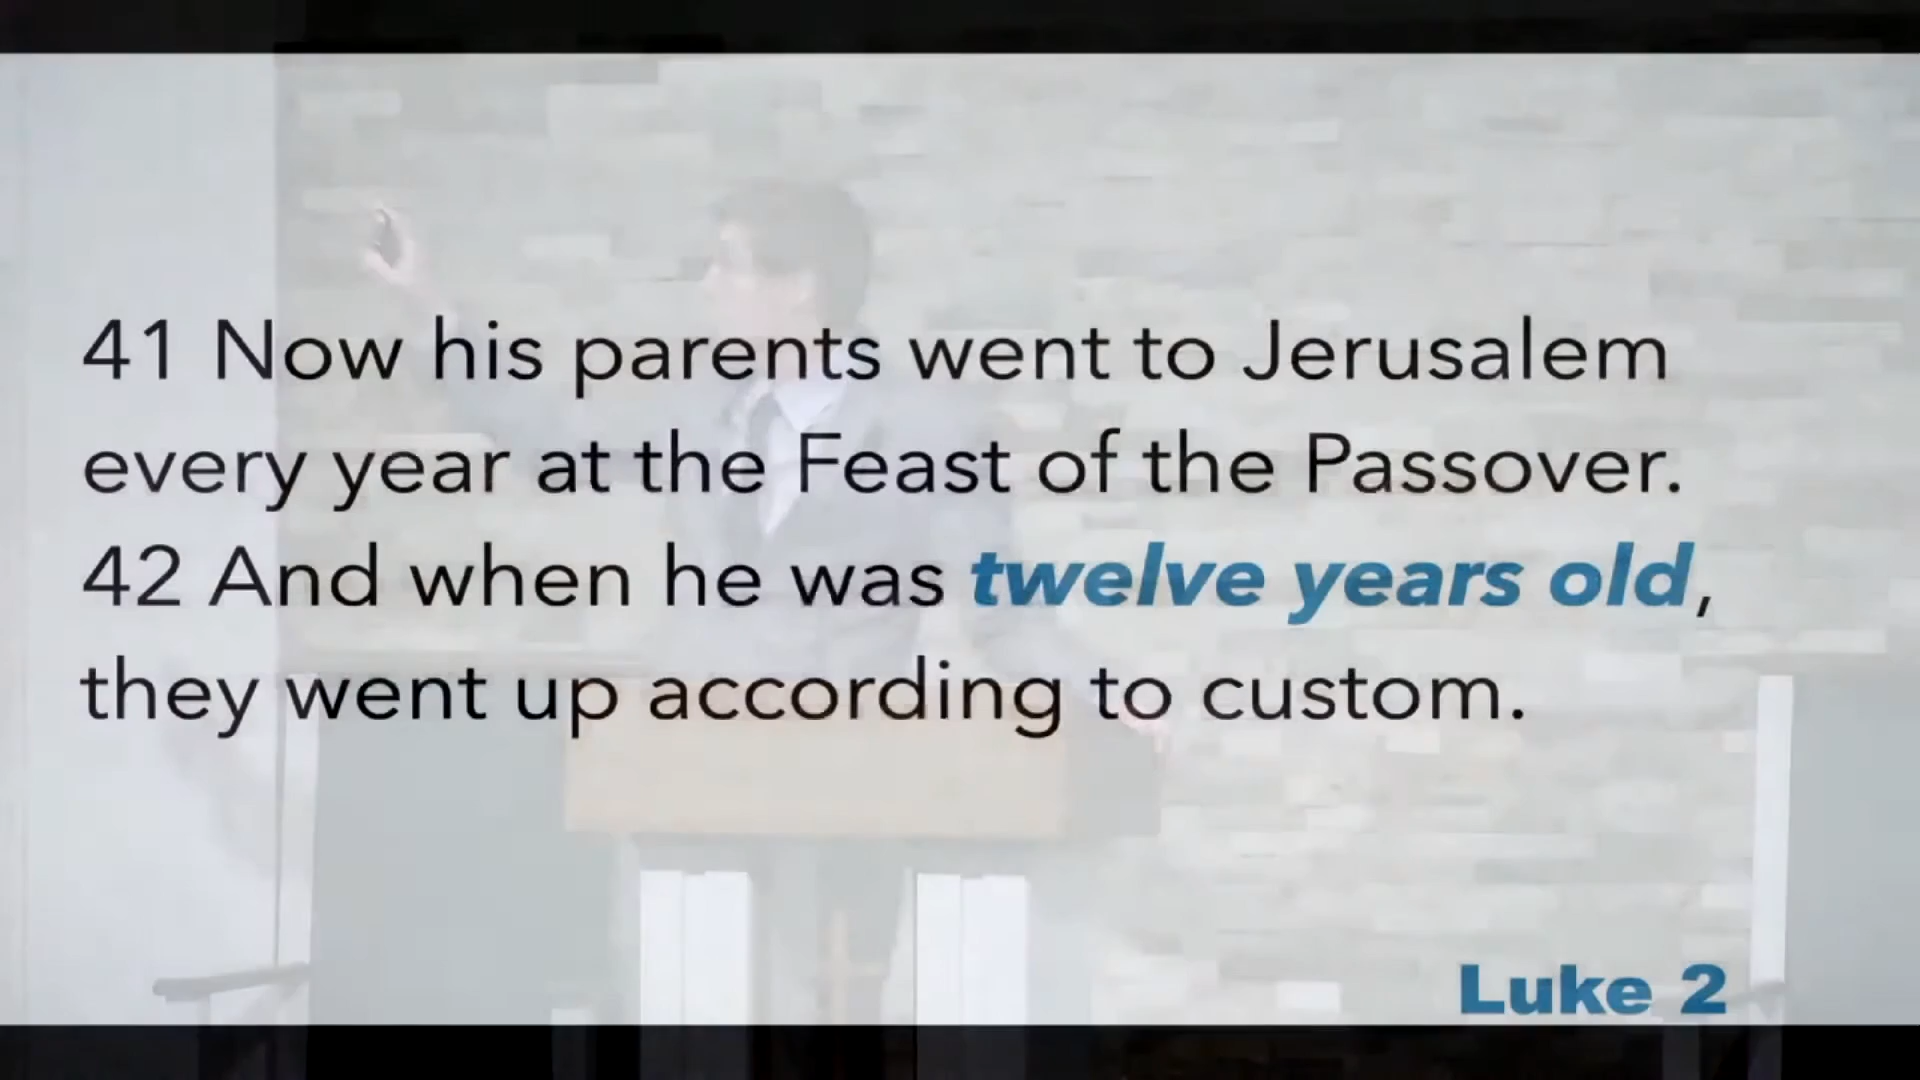 41 Now his parents went to Jerusalem
every year at the Feast of the Passover.
42 And when he was twelve years old,
they went up according to custom.
Luke 2